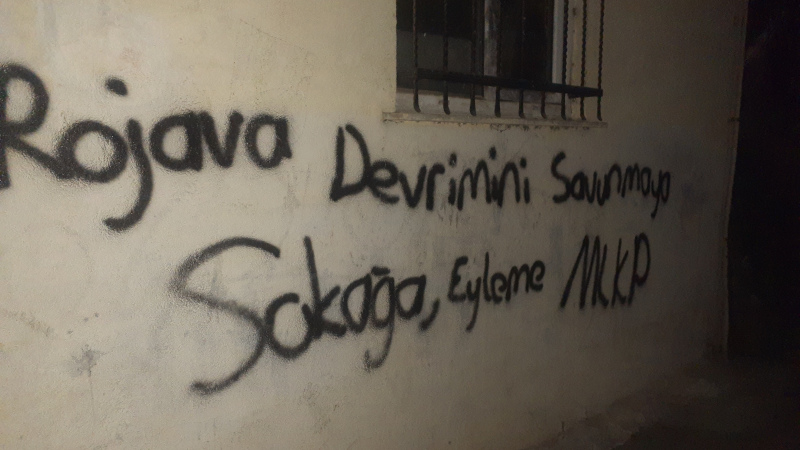 Rojava Devrimini Savunmaya
Sokağa, Eyleme MLKP